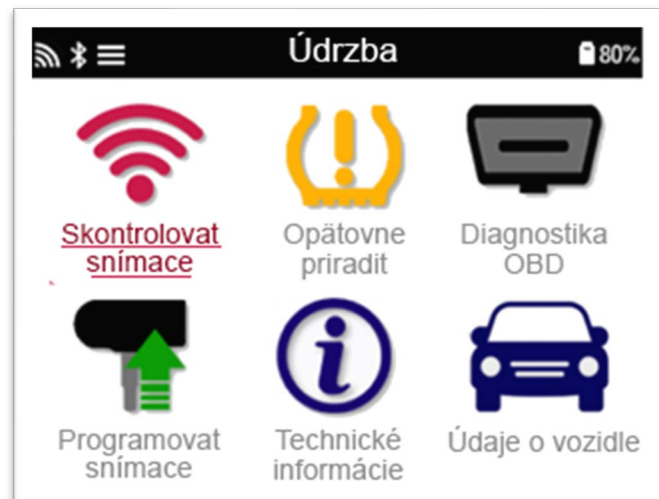 Údrzba
80%
Skontrolovat
snímace
Opätovne
priradit
Diagnostika
OBD
Programovat
snímace
Technické
informácie
Údaje o vozidle